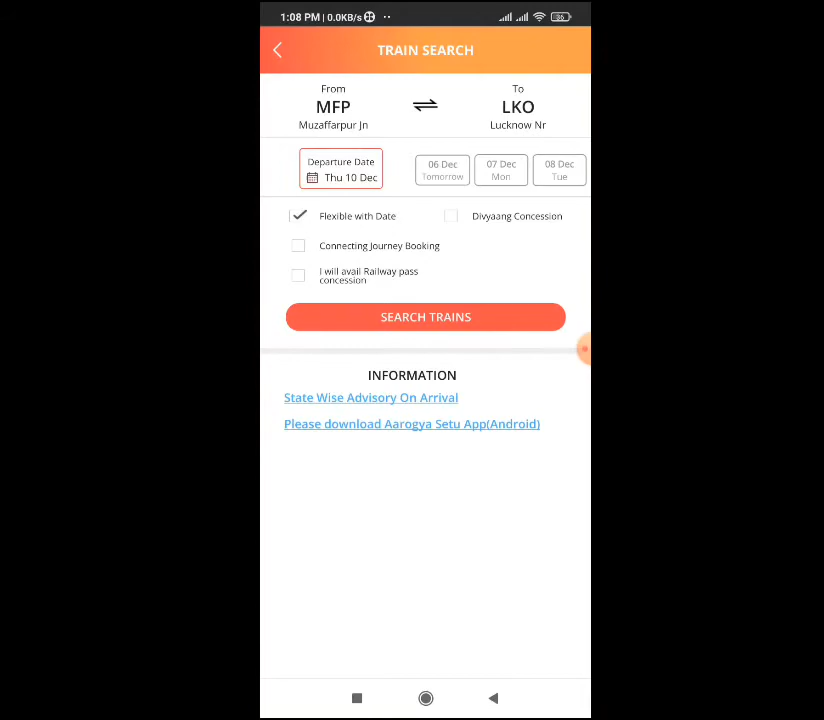 1:08 PM | 0.0KB/s
86
TRAIN SEARCH
From
To
MFP
LKO
Muzaffarpur Jn
Lucknow Nr
Departure Date
Thu 10 Dec
06 Dec
Tomorrow
07 Dec
Mon
08 Dec
Tue
Flexible with Date
Divyaang Concession
Connecting Journey Booking
I will avail Railway pass
concession
SEARCH TRAINS
INFORMATION
State Wise Advisory On Arrival
Please download Aarogya Setu App(Android)